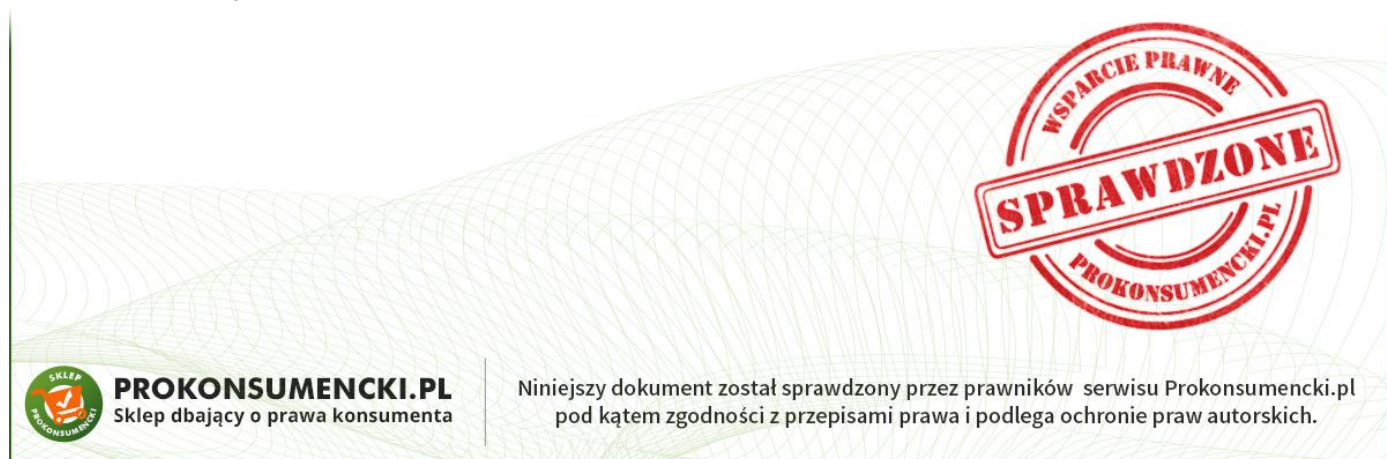 WSPARCIE PRAWNE
SPRAWDZONE
PROKONSUMENCKI.PL
SKLEP
PROKONSUMENCKI
PROKONSUMENCKI.PL
Sklep dbający o prawa konsumenta
Niniejszy dokument został sprawdzony przez prawników serwisu Prokonsumencki.pl
pod kątem zgodności z przepisami prawa i podlega ochronie praw autorskich.